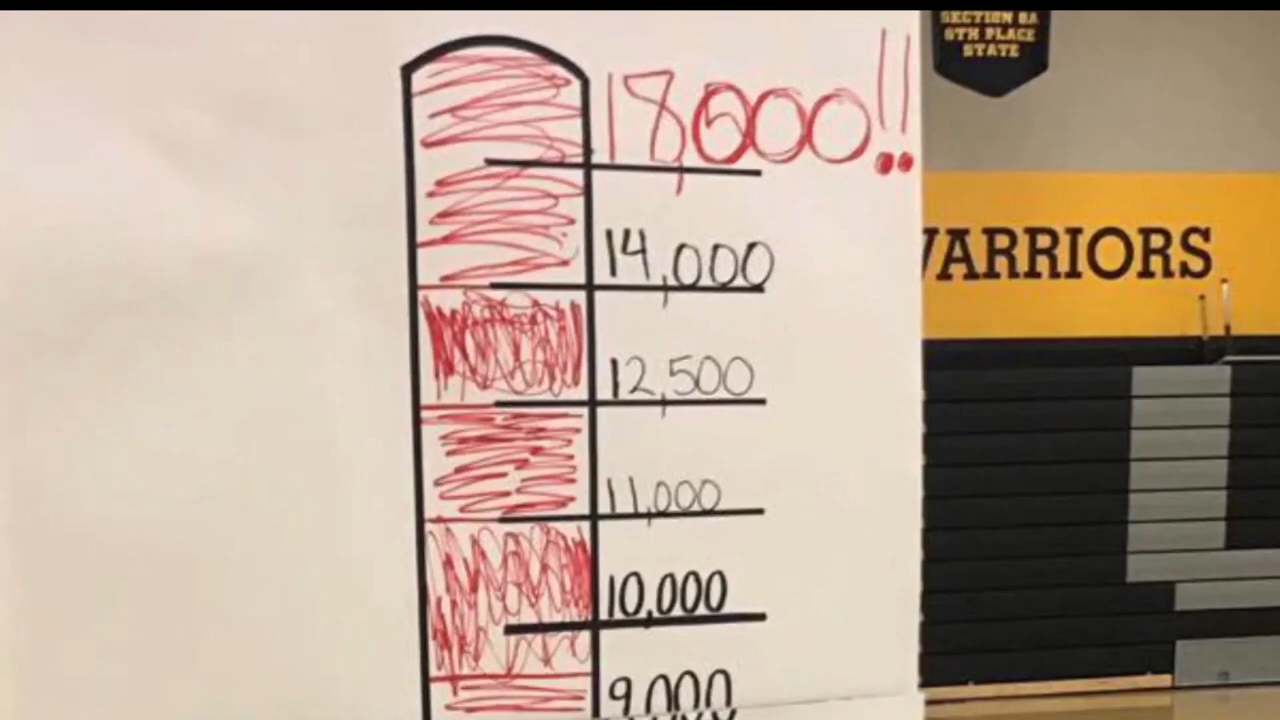 SECTION 8A
6TH PLACE
STATE
18,000!!
WARRIORS
14,000
12,500
11,000
10,000
9,000